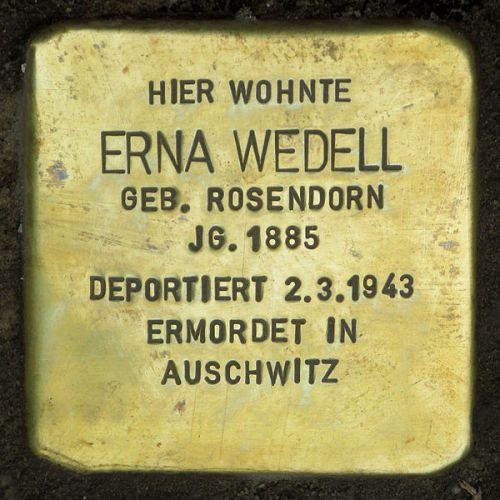 HIER WOHNTE
ERNA WEDELL
GEB. ROSENDORN
JG. 1885
DEPORTIERT 2.3.1943
ERMORDET IN
AUSCHWITZ